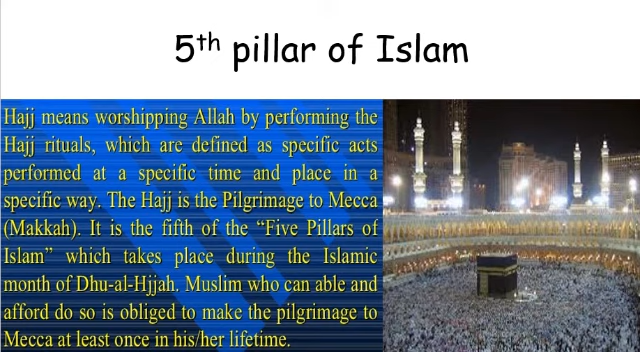 5th pillar of Islam
Hajj means worshipping Allah by performing the
Hajj rituals, which are defined as specific acts
performed at a specific time and place in a
specific way. The Hajj is the Pilgrimage to Mecca
(Makkah). It is the fifth of the “Five Pillars of
Islam” which takes place during the Islamic
month of Dhu-al-Hjjah. Muslim who can able and
afford do so is obliged to make the pilgrimage to
Mecca at least once in his/her lifetime.